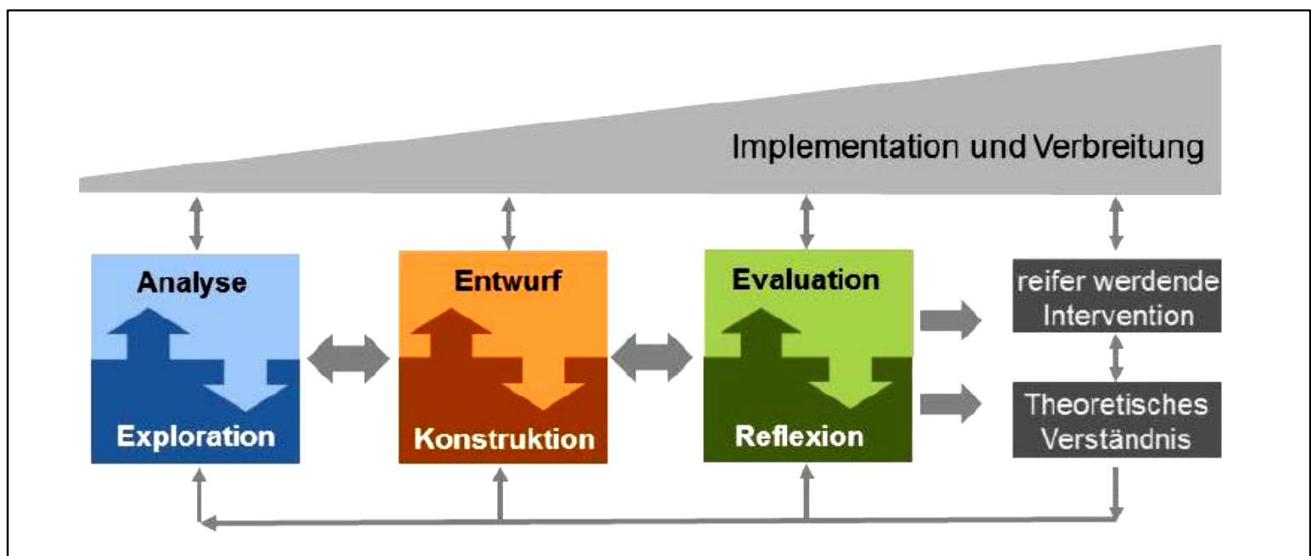 Implementation und Verbreitung
Analyse
Exploration
Entwurf
Konstruktion
Evaluation
Reflexion
reifer werdende
Intervention
Theoretisches
Verständnis